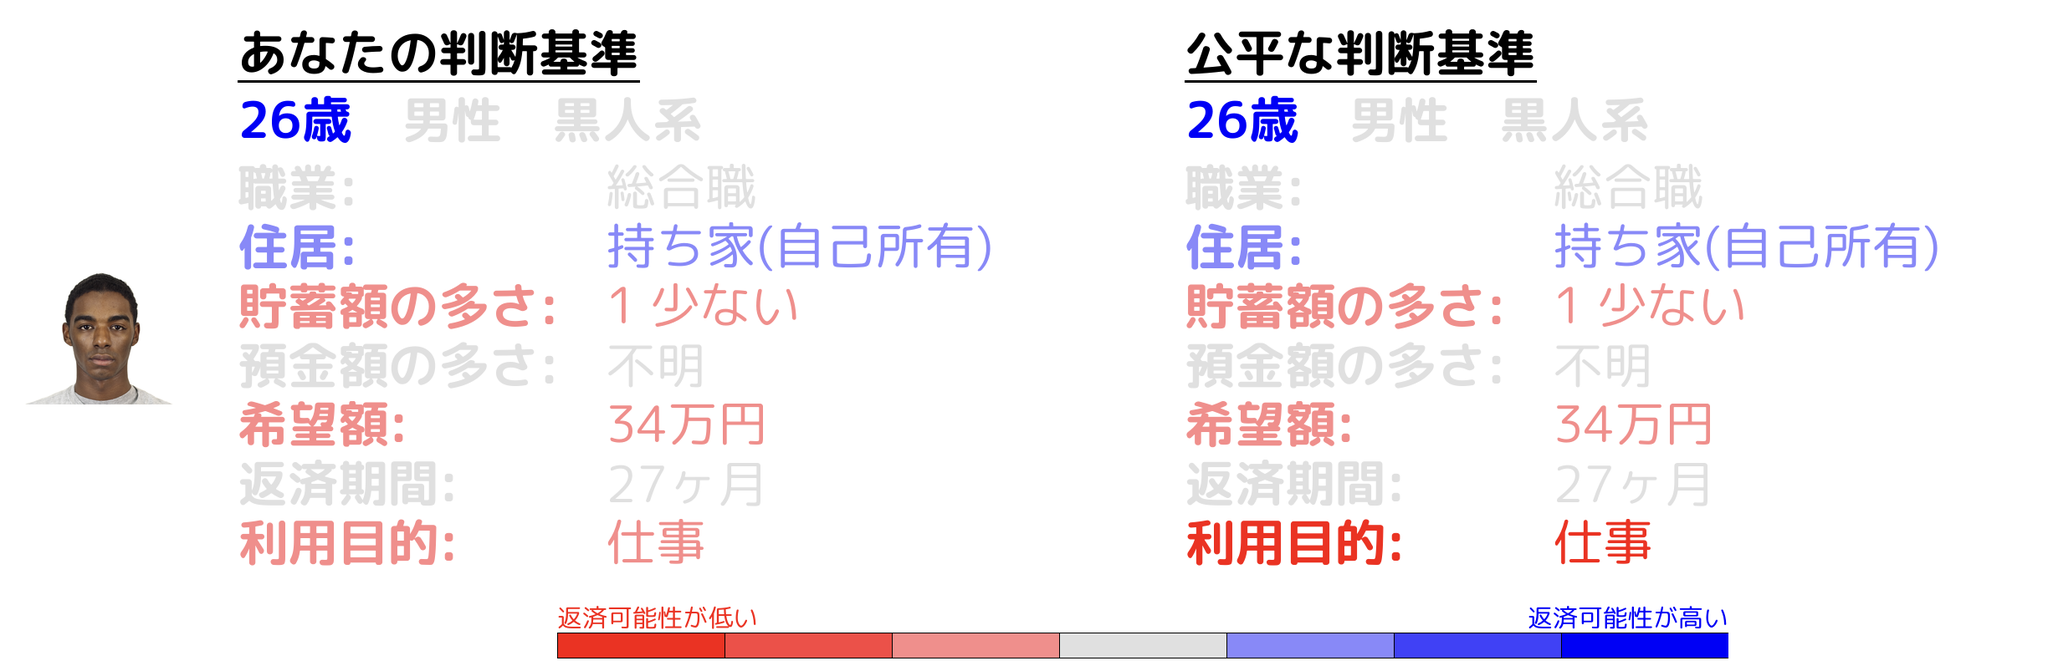 あなたの判断基準
26歳 男性 黒人系
職業: 総合職
住居: 持ち家(自己所有)
貯蓄額の多さ: 1 少ない
預金額の多さ: 不明
希望額: 34万円
返済期間: 27ヶ月
利用目的: 仕事
公平な判断基準
26歳 男性 黒人系
職業: 総合職
住居: 持ち家(自己所有)
貯蓄額の多さ: 1 少ない
預金額の多さ: 不明
希望額: 34万円
返済期間: 27ヶ月
利用目的: 仕事
返済可能性が低い
返済可能性が高い